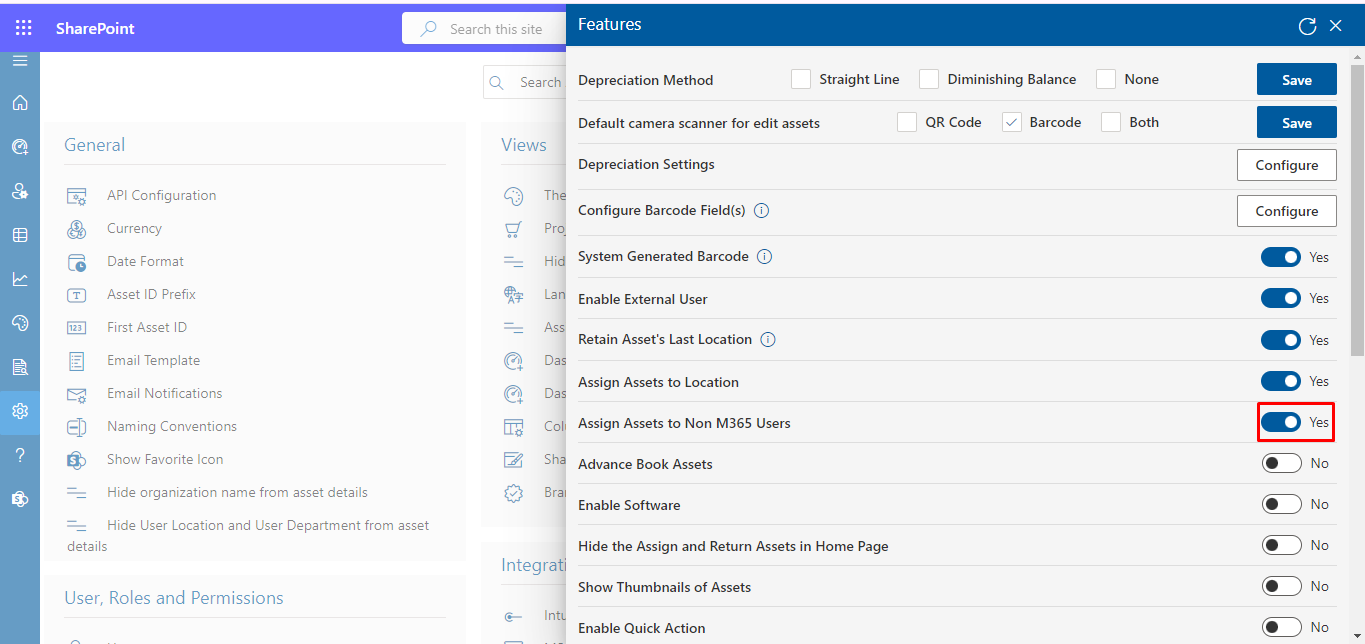 SharePoint
Search this site
Search
General
API Configuration
Currency
Date Format
Asset ID Prefix
First Asset ID
Email Template
Email Notifications
Naming Conventions
Show Favorite Icon
Hide organization name from asset details
Hide User Location and User Department from asset
details
User, Roles and Permissions
Views
The
Proj
Hid
Lan
Ass
Das
Das
Colu
Sha
Bran
Integrati
Intu
Features
Depreciation Method Straight Line Diminishing Balance None Save
Default camera scanner for edit assets QR Code Barcode Both Save
Depreciation Settings Configure
Configure Barcode Field(s) Configure
System Generated Barcode Yes
Enable External User Yes
Retain Asset's Last Location Yes
Assign Assets to Location Yes
Assign Assets to Non M365 Users Yes
Advance Book Assets No
Enable Software No
Hide the Assign and Return Assets in Home Page No
Show Thumbnails of Assets No
Enable Quick Action No